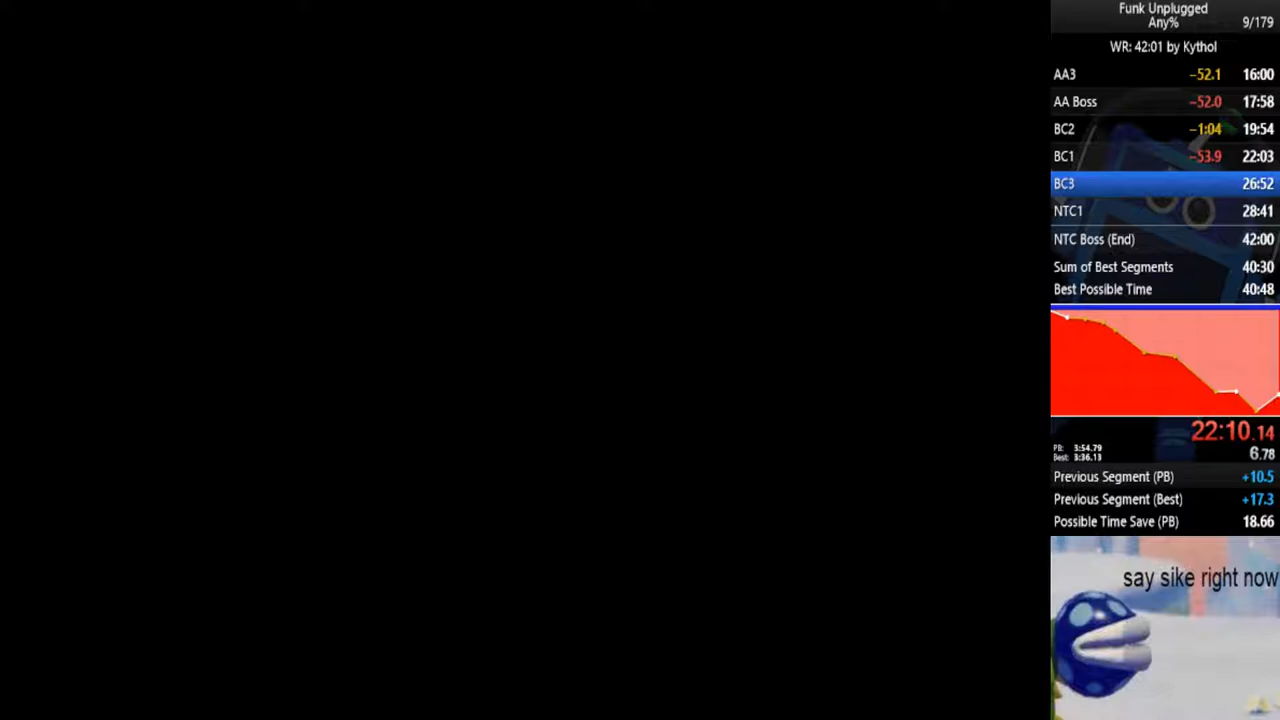 Funk Unplugged
Any% 9/179
WR: 42:01 by Kythol
AA3 −52.1 16:00
AA Boss −52.0 17:58
BC2 −1:04 19:54
BC1 −53.9 22:03
BC3 26:52
NTC1 28:41
NTC Boss (End) 42:00
Sum of Best Segments 40:30
Best Possible Time 40:48
22:10.14
PB: 3:54.79
Best: 3:36.13 6.78
Previous Segment (PB) +10.5
Previous Segment (Best) +17.3
Possible Time Save (PB) 18.66
say sike right now